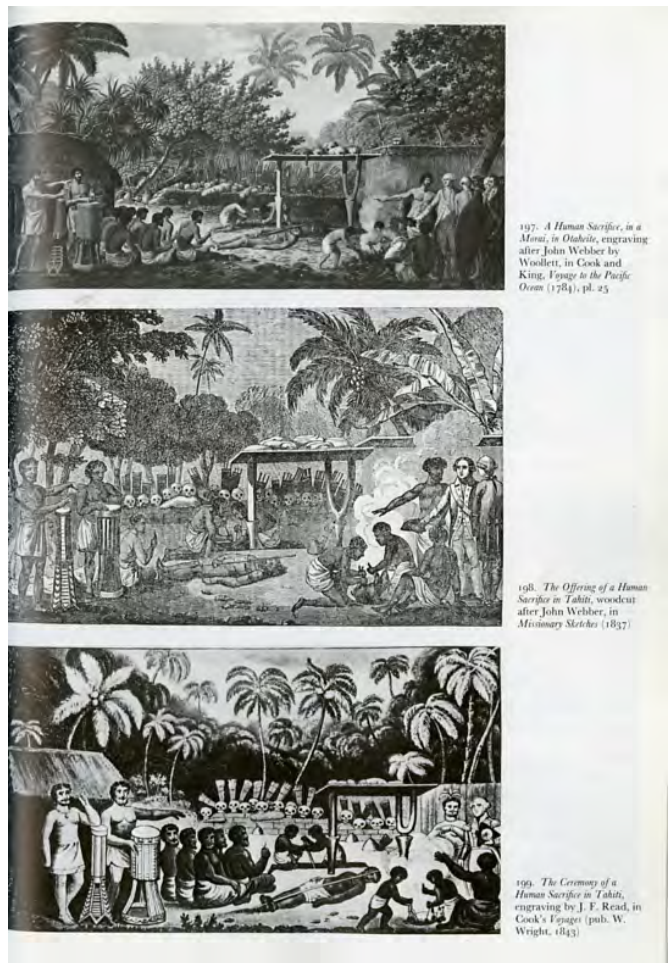 197. A Human Sacrifice, in a
Morai, in Otaheite, engraving
after John Webber by
Woollett, in Cook and
King, Voyage to the Pacific
Ocean (1784), pl. 25
198. The Offering of a Human
Sacrifice in Tahiti, woodcut
after John Webber, in
Missionary Sketches (1837)
199. The Ceremony of a
Human Sacrifice in Tahiti,
engraving by J. F. Read, in
Cook's Voyages (pub. W.
Wright, 1843)